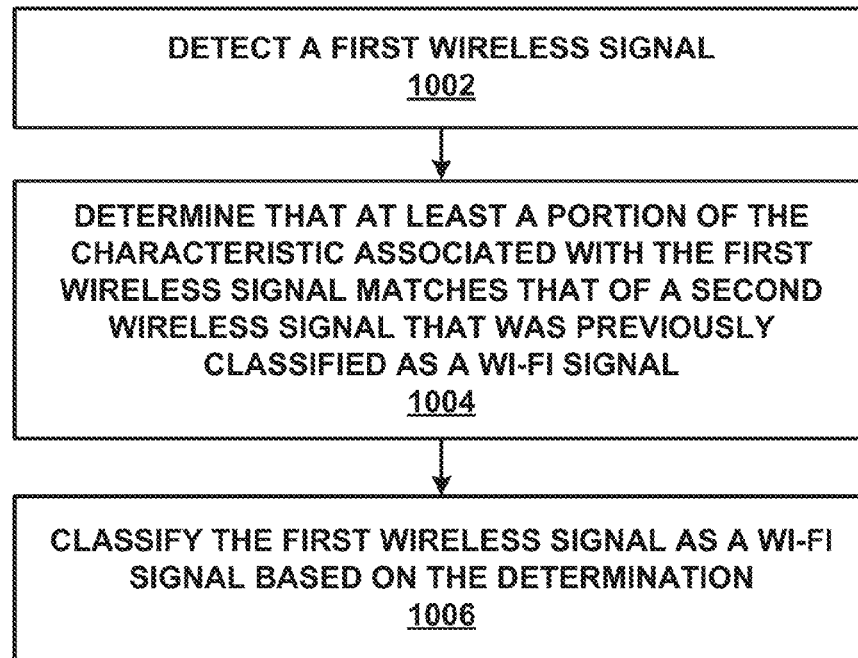 DETECT A FIRST WIRELESS SIGNAL
1002
DETERMINE THAT AT LEAST A PORTION OF THE
CHARACTERISTIC ASSOCIATED WITH THE FIRST
WIRELESS SIGNAL MATCHES THAT OF A SECOND
WIRELESS SIGNAL THAT WAS PREVIOUSLY
CLASSIFIED AS A WI-FI SIGNAL
1004
CLASSIFY THE FIRST WIRELESS SIGNAL AS A WI-FI
SIGNAL BASED ON THE DETERMINATION
1006